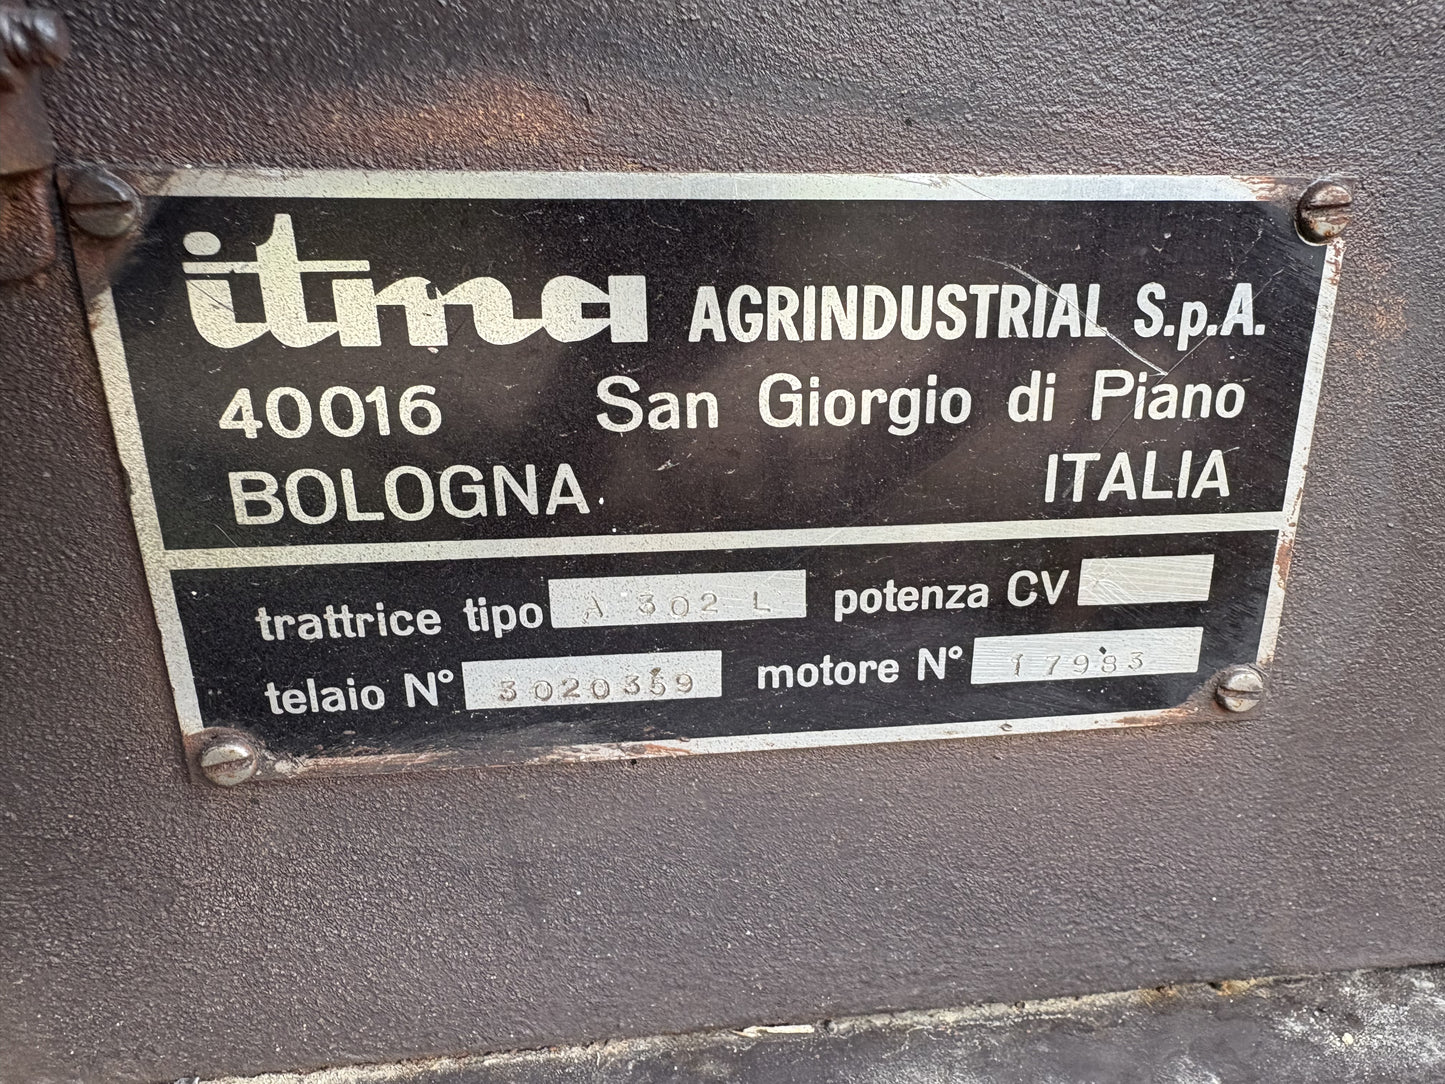 itma AGRINDUSTRIAL S.p.A.
40016 San Giorgio di Piano
BOLOGNA ITALIA
trattrice tipo A 302 L potenza CV
telaio N° 3020359 motore N° 17983